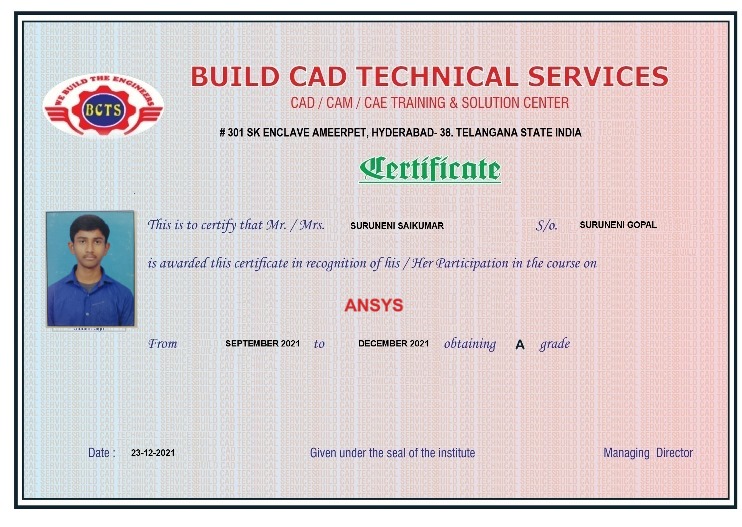 WE BUILD THE ENGINEERS
BCTS
BUILD CAD TECHNICAL SERVICES
CAD / CAM / CAE TRAINING & SOLUTION CENTER
# 301 SK ENCLAVE AMEERPET, HYDERABAD- 38. TELANGANA STATE INDIA
Certificate
This is to certify that Mr. / Mrs. SURUNENI SAIKUMAR S/o. SURUNENI GOPAL
is awarded this certificate in recognition of his / Her Participation in the course on
ANSYS
From SEPTEMBER 2021 to DECEMBER 2021 obtaining A grade
Date : 23-12-2021 Given under the seal of the institute Managing Director